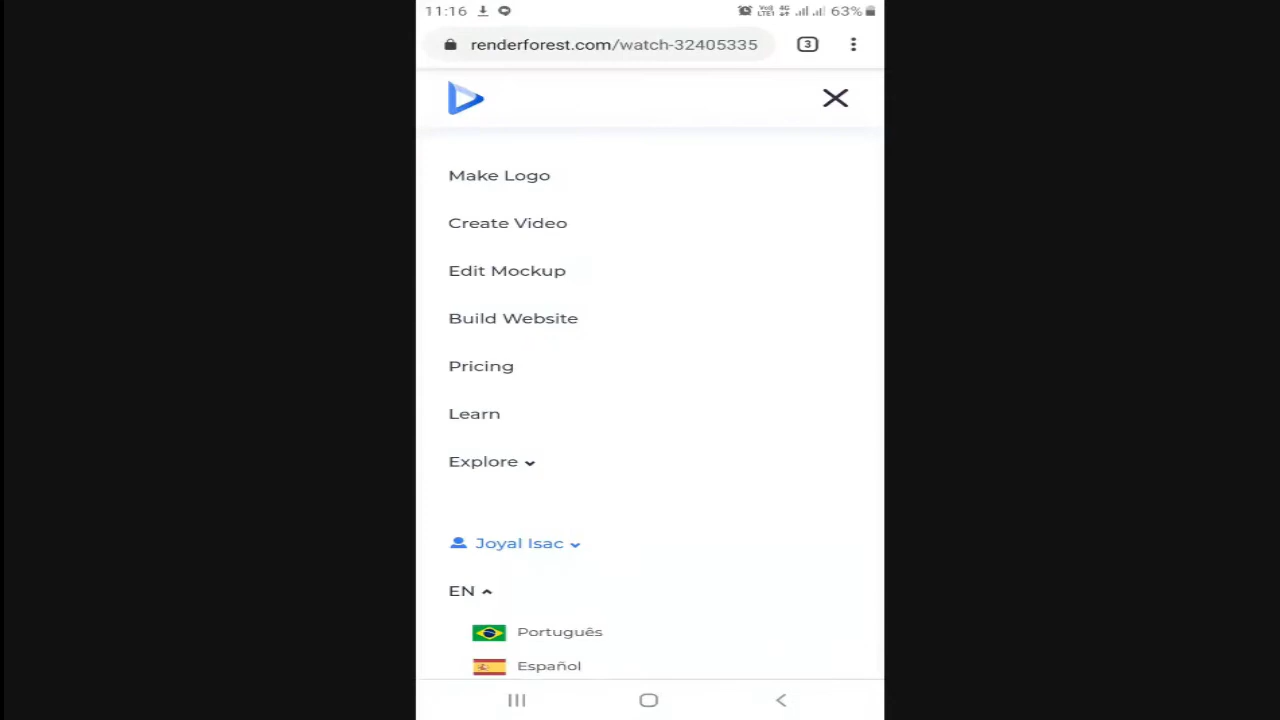 11:16
63%
renderforest.com/watch-32405335
3
Make Logo
Create Video
Edit Mockup
Build Website
Pricing
Learn
Explore
Joyal Isac
EN
Português
Español